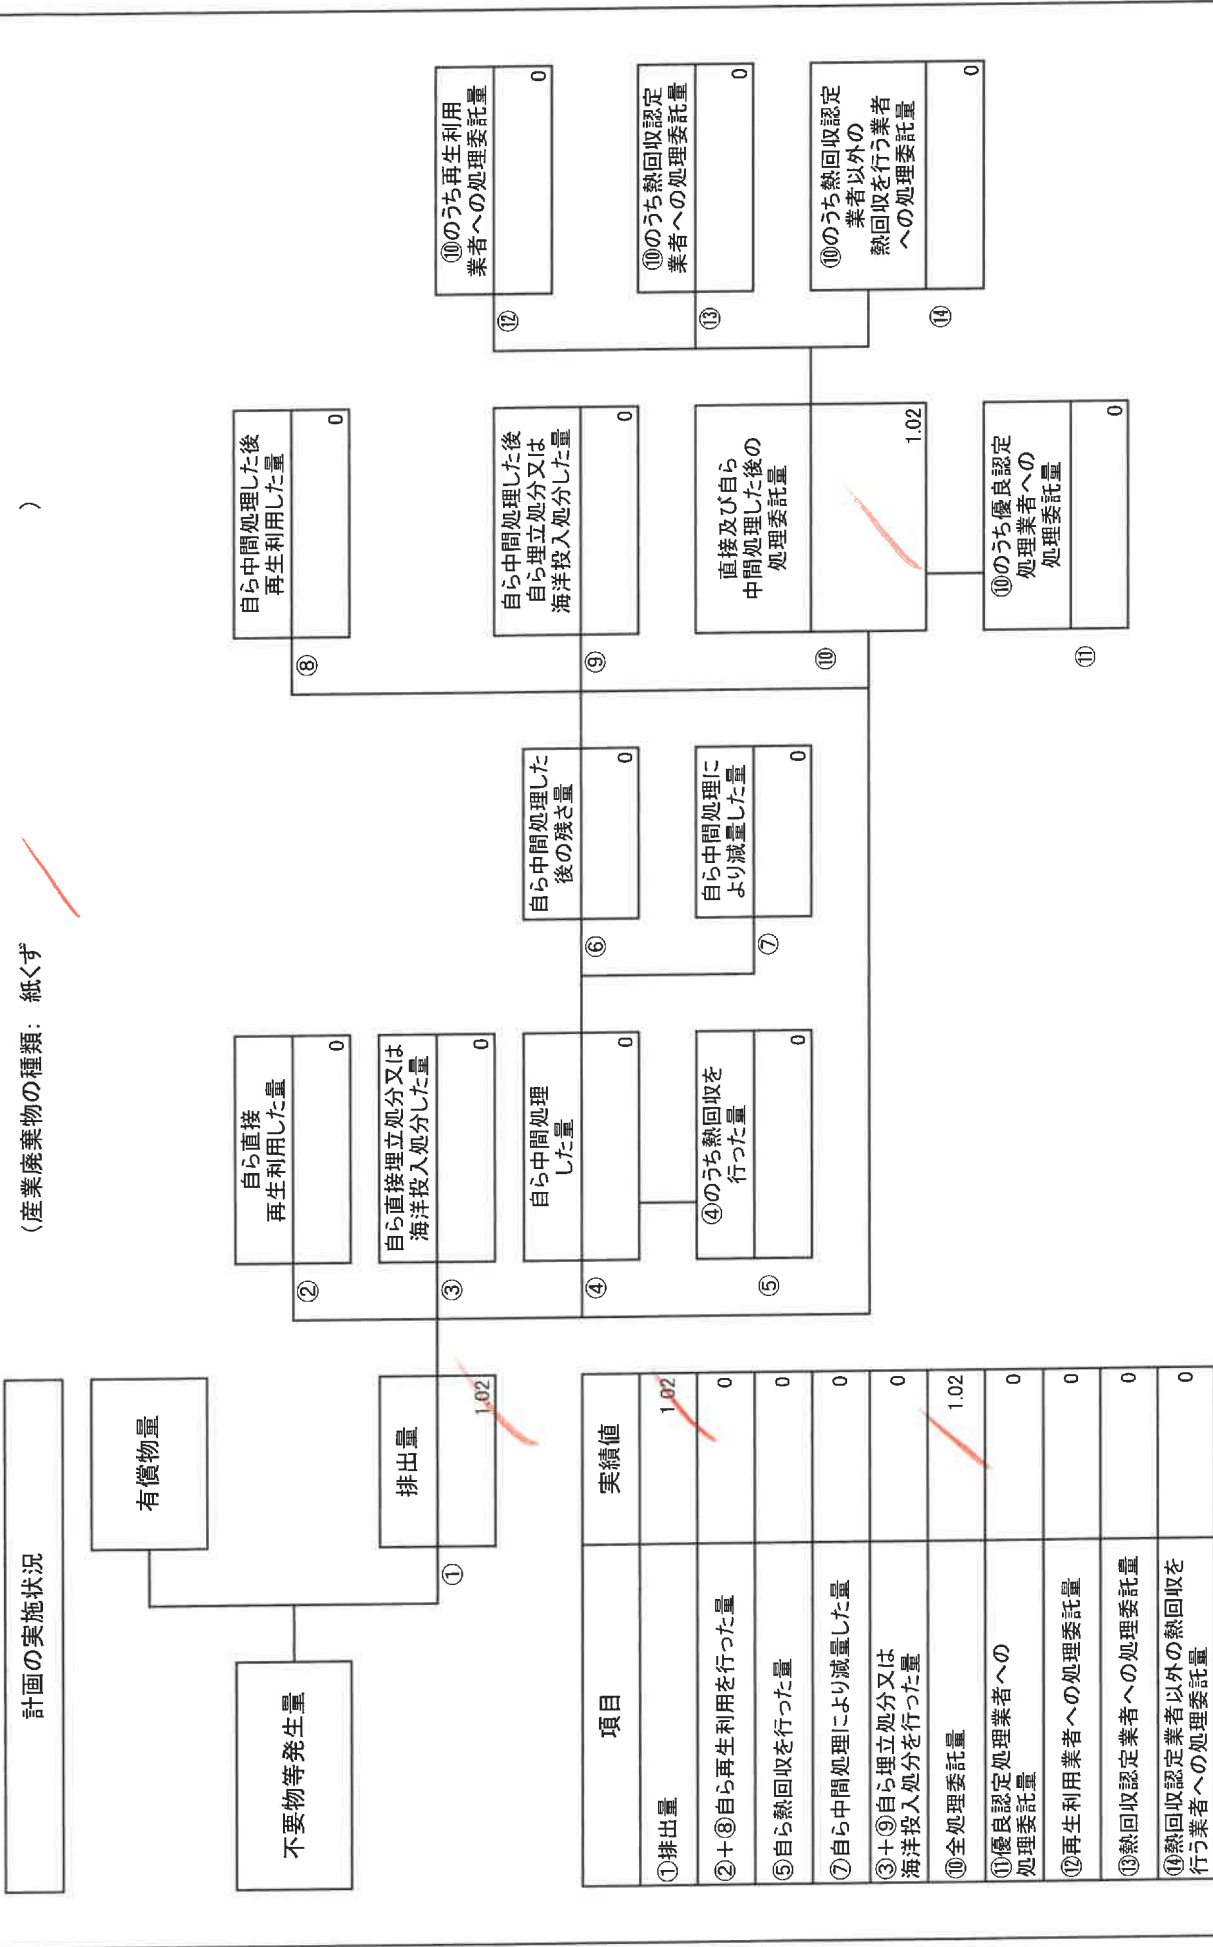 計画の実施状況
（産業廃棄物の種類： 紙くず
）
不要物等発生量
有償物量
①
排出量
1.02
②
自ら直接
再生利用した量
0
③
自ら直接埋立処分又は
海洋投入処分した量
0
④
自ら中間処理
した量
0
⑤
④のうち熱回収を
行った量
0
⑥
自ら中間処理した
後の残さ量
0
⑦
自ら中間処理に
より減量した量
0
⑧
自ら中間処理した後
再生利用した量
0
⑨
自ら中間処理した後
自ら埋立処分又は
海洋投入処分した量
0
⑩
直接及び自ら
中間処理した後の
処理委託量
1.02
⑪
⑩のうち優良認定
処理業者への
処理委託量
0
⑫
⑩のうち再生利用
業者への処理委託量
0
⑬
⑩のうち熱回収認定
業者への処理委託量
0
⑭
⑩のうち熱回収認定
業者以外の
熱回収を行う業者
への処理委託量
0
項目 実績値
①排出量 1.02
②＋⑧自ら再生利用を行った量 0
⑤自ら熱回収を行った量 0
⑦自ら中間処理により減量した量 0
③＋⑨自ら埋立処分又は
海洋投入処分を行った量 0
⑩全処理委託量 1.02
⑪優良認定処理業者への
処理委託量 0
⑫再生利用業者への処理委託量 0
⑬熱回収認定業者への処理委託量 0
⑭熱回収認定業者以外の熱回収を
行う業者への処理委託量 0